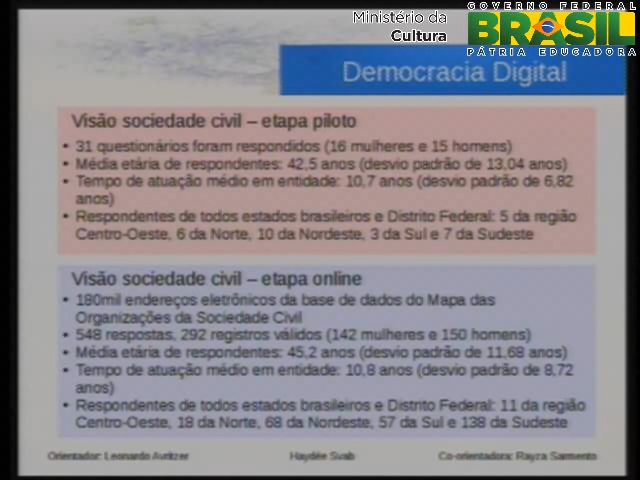 Ministério da
Cultura
GOVERNO FEDERAL
BRASIL
PÁTRIA EDUCADORA
Democracia Digital
Visão sociedade civil – etapa piloto
• 31 questionários foram respondidos (16 mulheres e 15 homens)
• Média etária de respondentes: 42,5 anos (desvio padrão de 13,04 anos)
• Tempo de atuação médio em entidade: 10,7 anos (desvio padrão de 6,82
anos)
• Respondentes de todos estados brasileiros e Distrito Federal: 5 da região
Centro-Oeste, 6 da Norte, 10 da Nordeste, 3 da Sul e 7 da Sudeste
Visão sociedade civil – etapa online
• 180mil endereços eletrônicos da base de dados do Mapa das
Organizações da Sociedade Civil
• 548 respostas, 292 registros válidos (142 mulheres e 150 homens)
• Média etária de respondentes: 45,2 anos (desvio padrão de 11,68 anos)
• Tempo de atuação médio em entidade: 10,8 anos (desvio padrão de 8,72
anos)
• Respondentes de todos estados brasileiros e Distrito Federal: 11 da região
Centro-Oeste, 18 da Norte, 68 da Nordeste, 57 da Sul e 138 da Sudeste
Orientador: Leonardo Avritzer
Haydée Svab
Co-orientadora: Rayza Sarmento